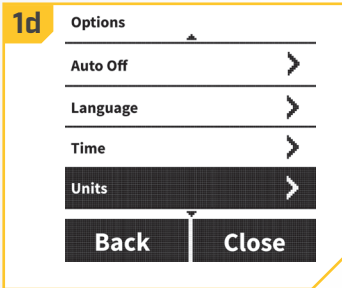 1d
Options
Auto Off
Language
Time
Units
Back Close